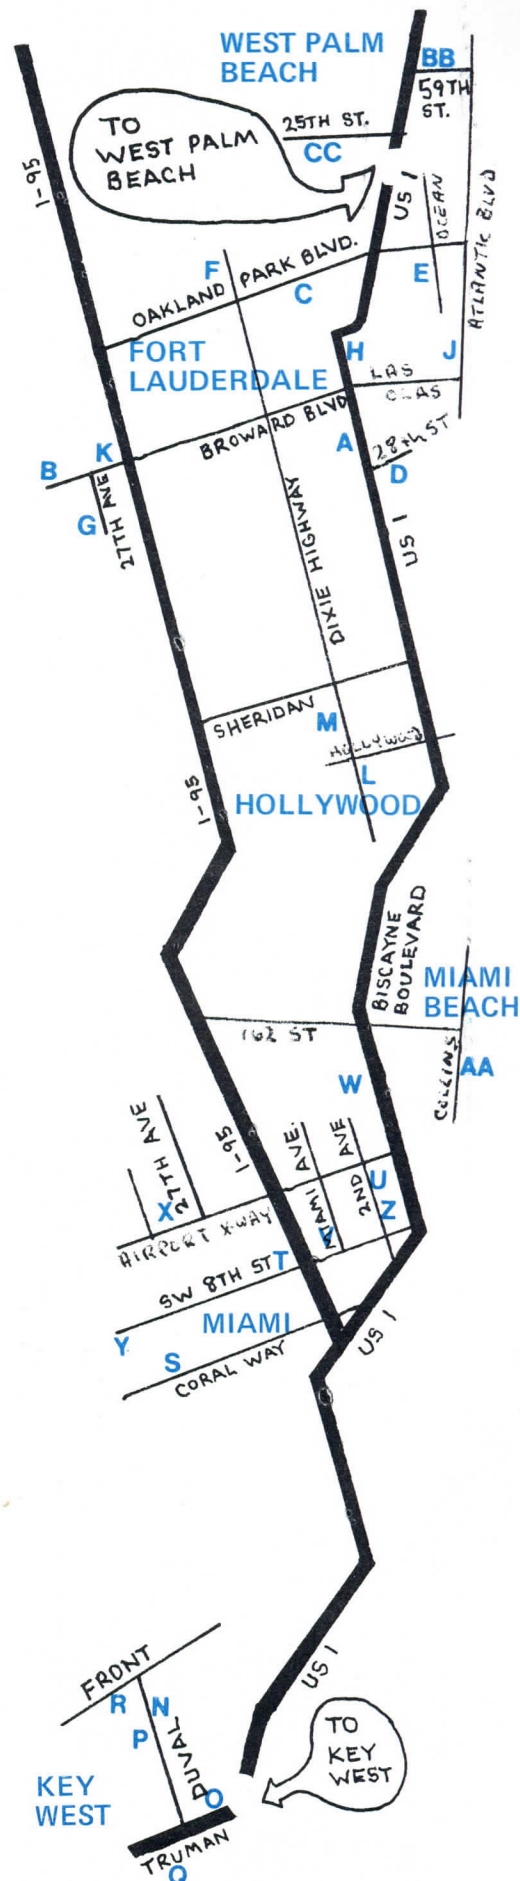 WEST PALM
BEACH
BB
59TH
ST.
25TH ST.
CC
TO
WEST PALM
BEACH
I-95
US 1
OCEAN
ATLANTIC BLVD
F
OAKLAND PARK BLVD.
C
E
FORT
LAUDERDALE
H
J
LAS
OLAS
BROWARD BLVD
A
28th ST
D
B
K
G
27TH AVE
DIXIE HIGHWAY
US 1
SHERIDAN
M
HOLLYWOOD
L
I-95
HOLLYWOOD
BISCAYNE
BOULEVARD
MIAMI
BEACH
162 ST
COLLINS
AA
W
27TH AVE
I-95
MIAMI AVE.
2ND AVE
X
U
Z
V
AIRPORT X-WAY
T
SW 8TH ST
MIAMI
Y
S
CORAL WAY
US 1
US 1
FRONT
R
N
P
DUVAL
O
KEY
WEST
TRUMAN
Q
TO
KEY
WEST